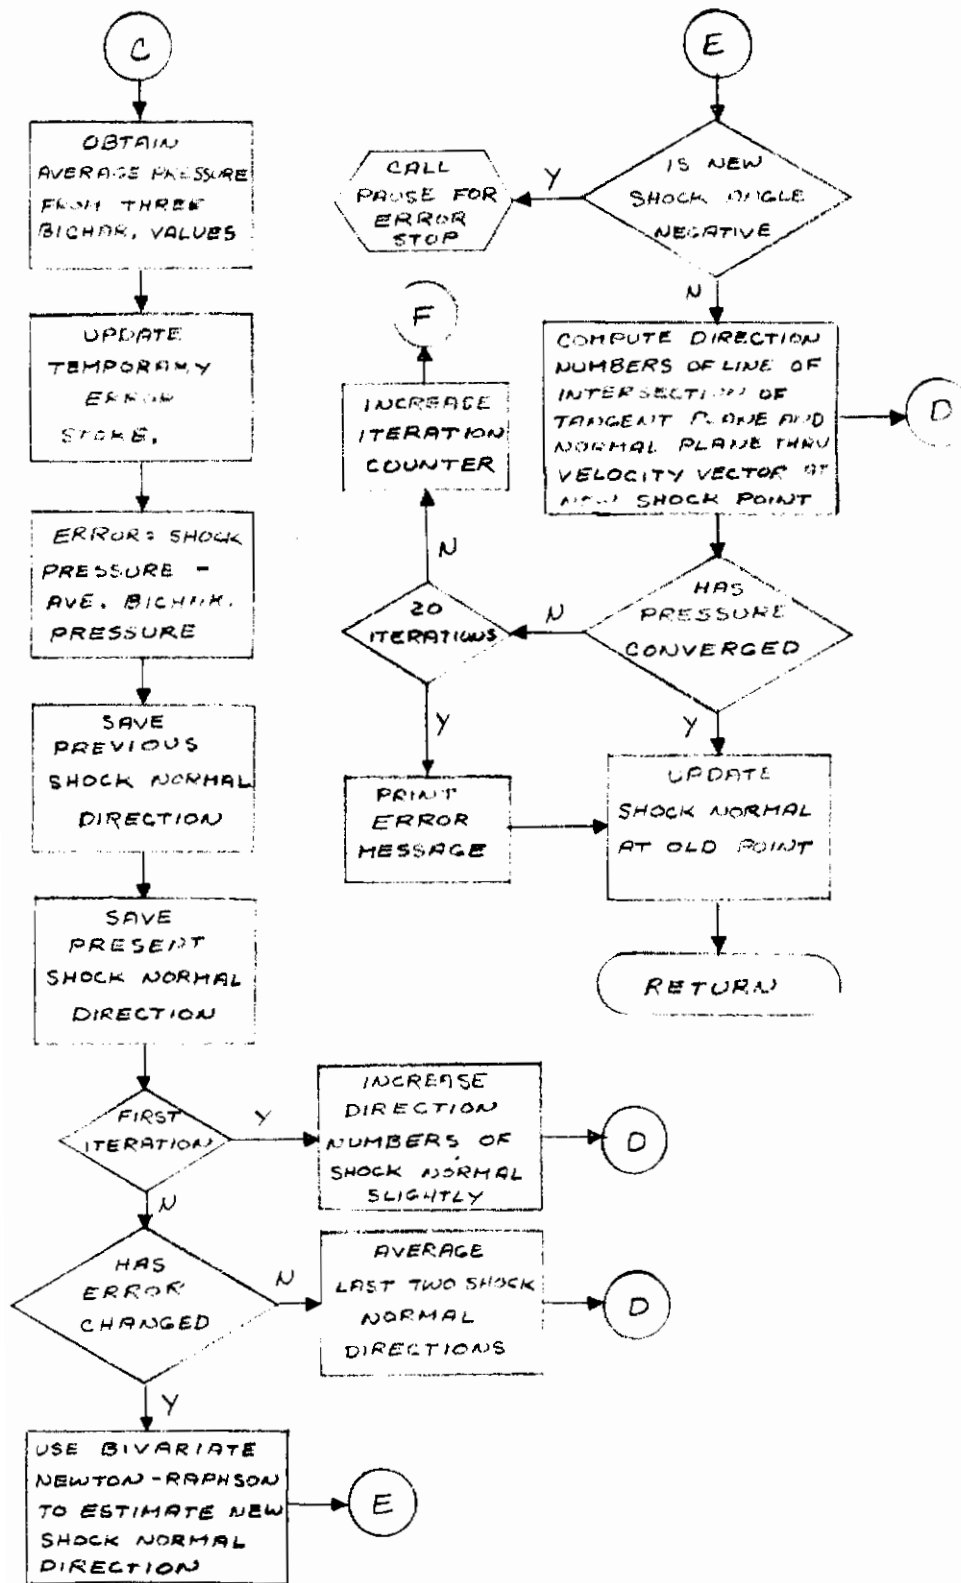 C
OBTAIN
AVERAGE PRESSURE
FROM THREE
BICHAR. VALUES
UPDATE
TEMPORARY
ERROR
STORE.
ERROR= SHOCK
PRESSURE -
AVE. BICHAR.
PRESSURE
SAVE
PREVIOUS
SHOCK NORMAL
DIRECTION
SAVE
PRESENT
SHOCK NORMAL
DIRECTION
FIRST
ITERATION
Y
INCREASE
DIRECTION
NUMBERS OF
SHOCK NORMAL
SLIGHTLY
D
N
HAS
ERROR
CHANGED
N
AVERAGE
LAST TWO SHOCK
NORMAL
DIRECTIONS
D
Y
USE BIVARIATE
NEWTON-RAPHSON
TO ESTIMATE NEW
SHOCK NORMAL
DIRECTION
E
E
IS NEW
SHOCK ANGLE
NEGATIVE
Y
CALL
PAUSE FOR
ERROR
STOP
N
COMPUTE DIRECTION
NUMBERS OF LINE OF
INTERSECTION OF
TANGENT PLANE AND
NORMAL PLANE THRU
VELOCITY VECTOR AT
NEW SHOCK POINT
D
HAS
PRESSURE
CONVERGED
N
20
ITERATIONS
N
INCREASE
ITERATION
COUNTER
F
Y
PRINT
ERROR
MESSAGE
Y
UPDATE
SHOCK NORMAL
AT OLD POINT
RETURN